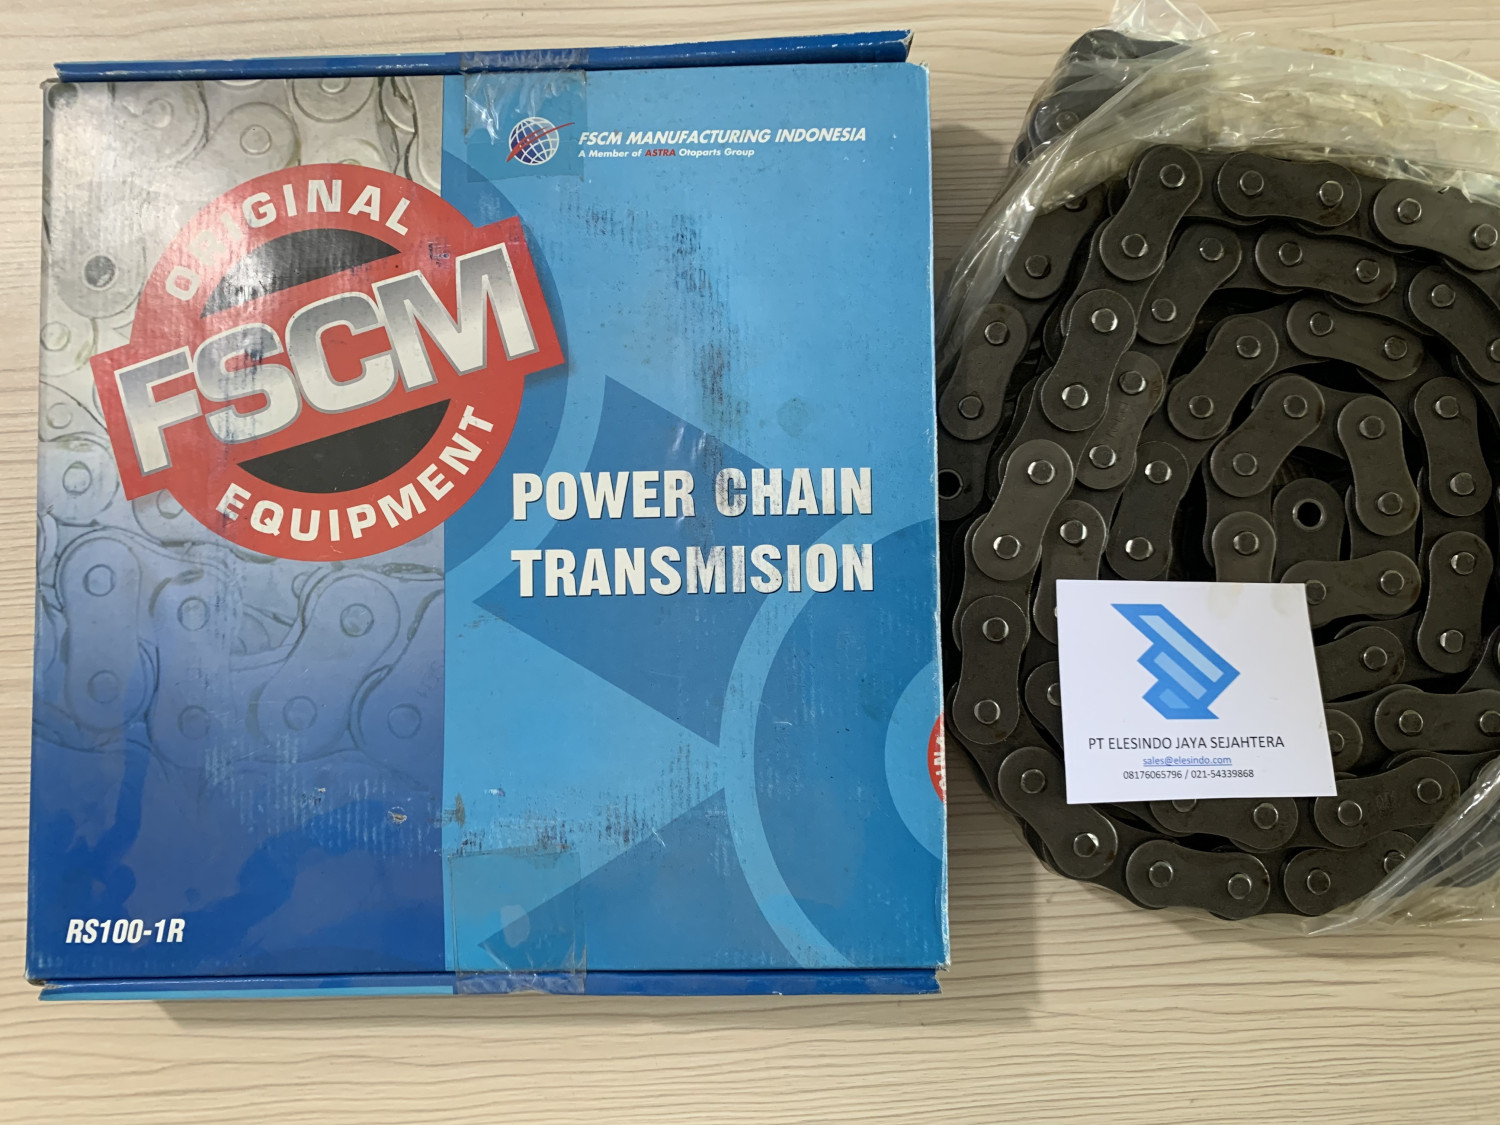 FSCM MANUFACTURING INDONESIA
A Member of ASTRA Otoparts Group
ORIGINAL
FSCM
EQUIPMENT
POWER CHAIN
TRANSMISION
RS100-1R
PT ELESINDO JAYA SEJAHTERA
sales@elesindo.com
08176065796 / 021-54339868